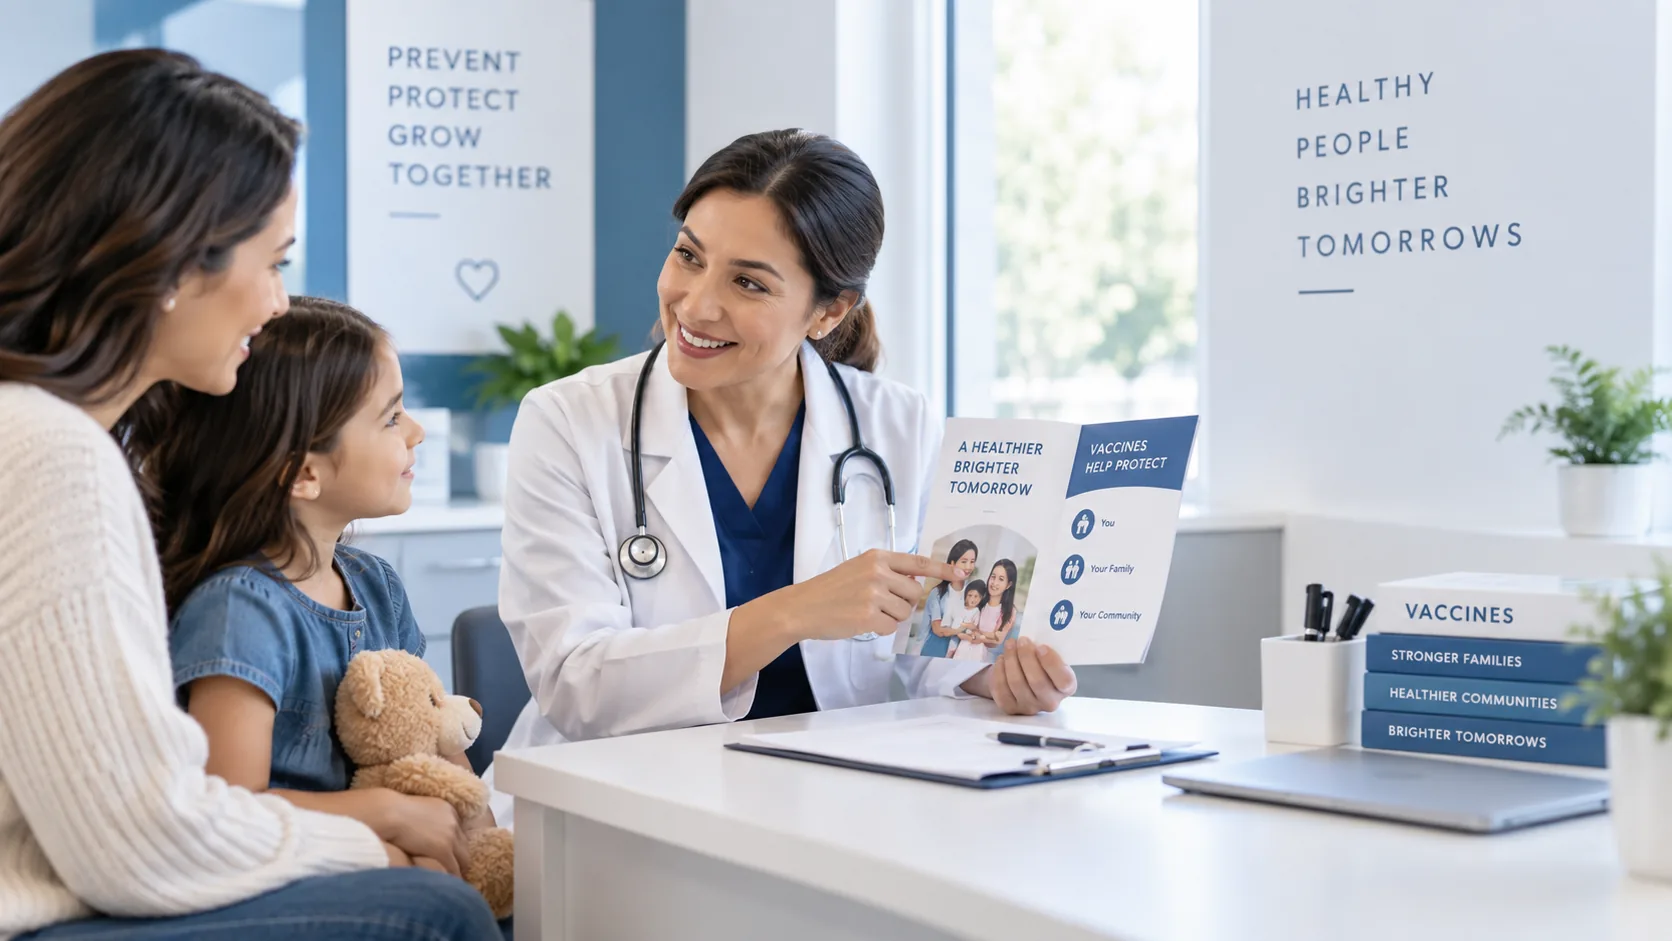 PREVENT
PROTECT
GROW
TOGETHER
HEALTHY
PEOPLE
BRIGHTER
TOMORROWS
A HEALTHIER
BRIGHTER
TOMORROW
VACCINES
HELP PROTECT
You
Your Family
Your Community
VACCINES
STRONGER FAMILIES
HEALTHIER COMMUNITIES
BRIGHTER TOMORROWS